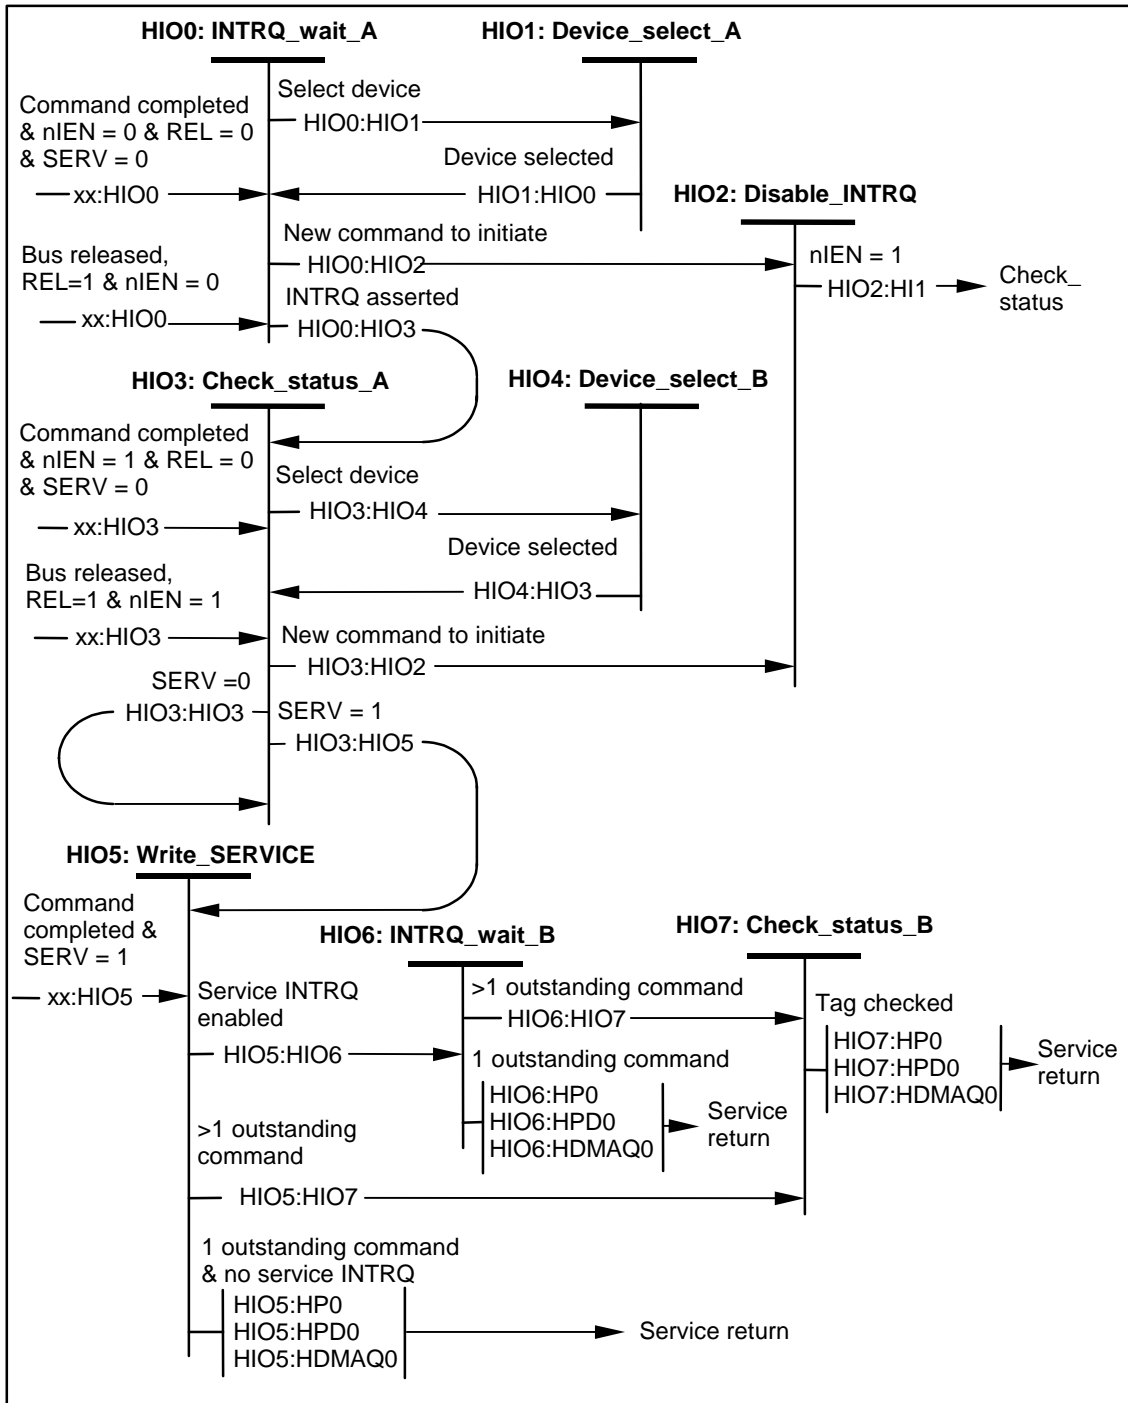 HIO0: INTRQ_wait_A
HIO1: Device_select_A
Select device
Command completed
& nIEN = 0 & REL = 0
& SERV = 0
HIO0:HIO1
Device selected
xx:HIO0
HIO1:HIO0
HIO2: Disable_INTRQ
New command to initiate
Bus released,
REL=1 & nIEN = 0
HIO0:HIO2
nIEN = 1
HIO2:HI1
Check_
status
INTRQ asserted
xx:HIO0
HIO0:HIO3
HIO3: Check_status_A
HIO4: Device_select_B
Command completed
& nIEN = 1 & REL = 0
& SERV = 0
Select device
HIO3:HIO4
xx:HIO3
Device selected
Bus released,
REL=1 & nIEN = 1
HIO4:HIO3
xx:HIO3
New command to initiate
HIO3:HIO2
SERV =0
HIO3:HIO3
SERV = 1
HIO3:HIO5
HIO5: Write_SERVICE
Command
completed &
SERV = 1
xx:HIO5
HIO6: INTRQ_wait_B
HIO7: Check_status_B
Service INTRQ
enabled
>1 outstanding command
HIO6:HIO7
Tag checked
HIO7:HP0
HIO7:HPD0
HIO7:HDMAQ0
Service
return
HIO5:HIO6
1 outstanding command
HIO6:HP0
HIO6:HPD0
HIO6:HDMAQ0
Service
return
>1 outstanding
command
HIO5:HIO7
1 outstanding command
& no service INTRQ
HIO5:HP0
HIO5:HPD0
HIO5:HDMAQ0
Service return